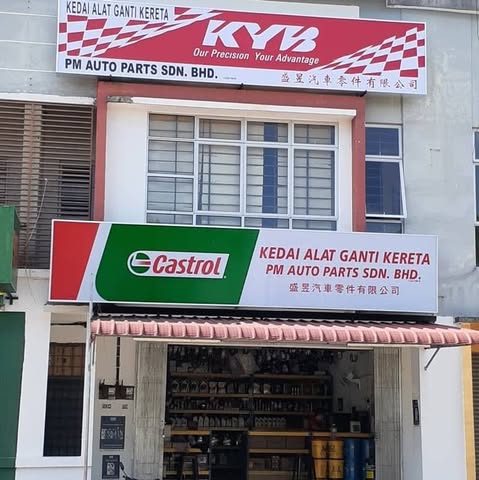 KEDAI ALAT GANTI KERETA
KYB
Our Precision Your Advantage
PM AUTO PARTS SDN. BHD.
盛昱汽車零件有限公司
Castrol
KEDAI ALAT GANTI KERETA
PM AUTO PARTS SDN. BHD.
盛昱汽車零件有限公司